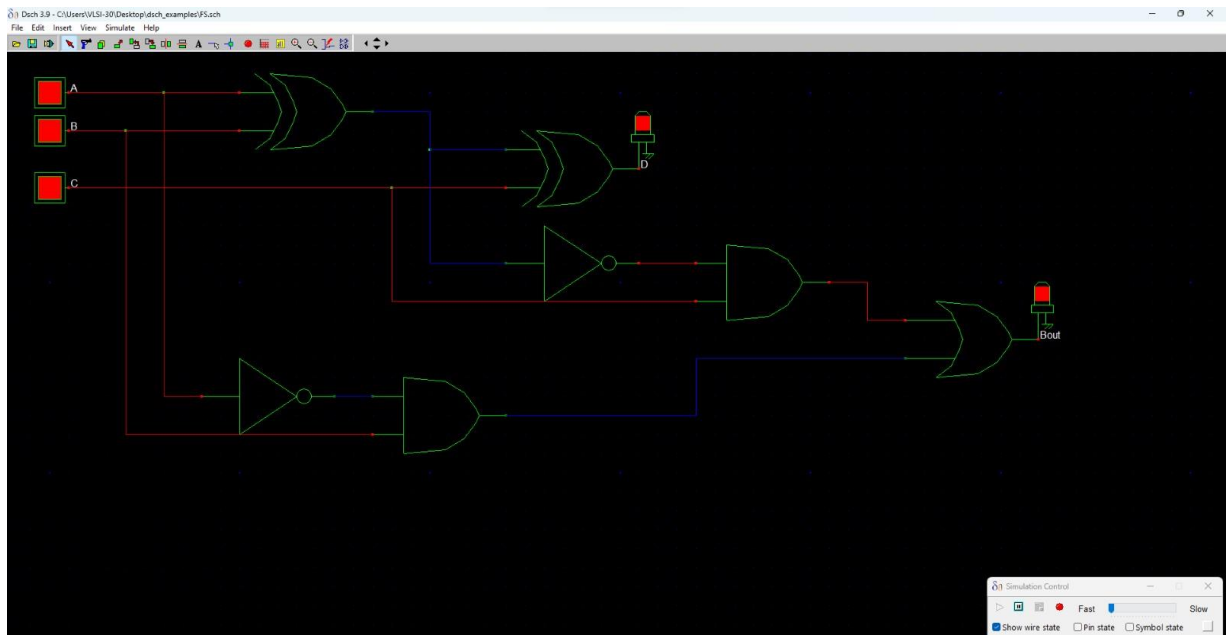 Dsch 3.9 - C:\Users\VLSI-30\Desktop\dsch_examples\FS.sch
File Edit Insert View Simulate Help
A
B
C
D
Bout
Simulation Control
Fast Slow
Show wire state Pin state Symbol state